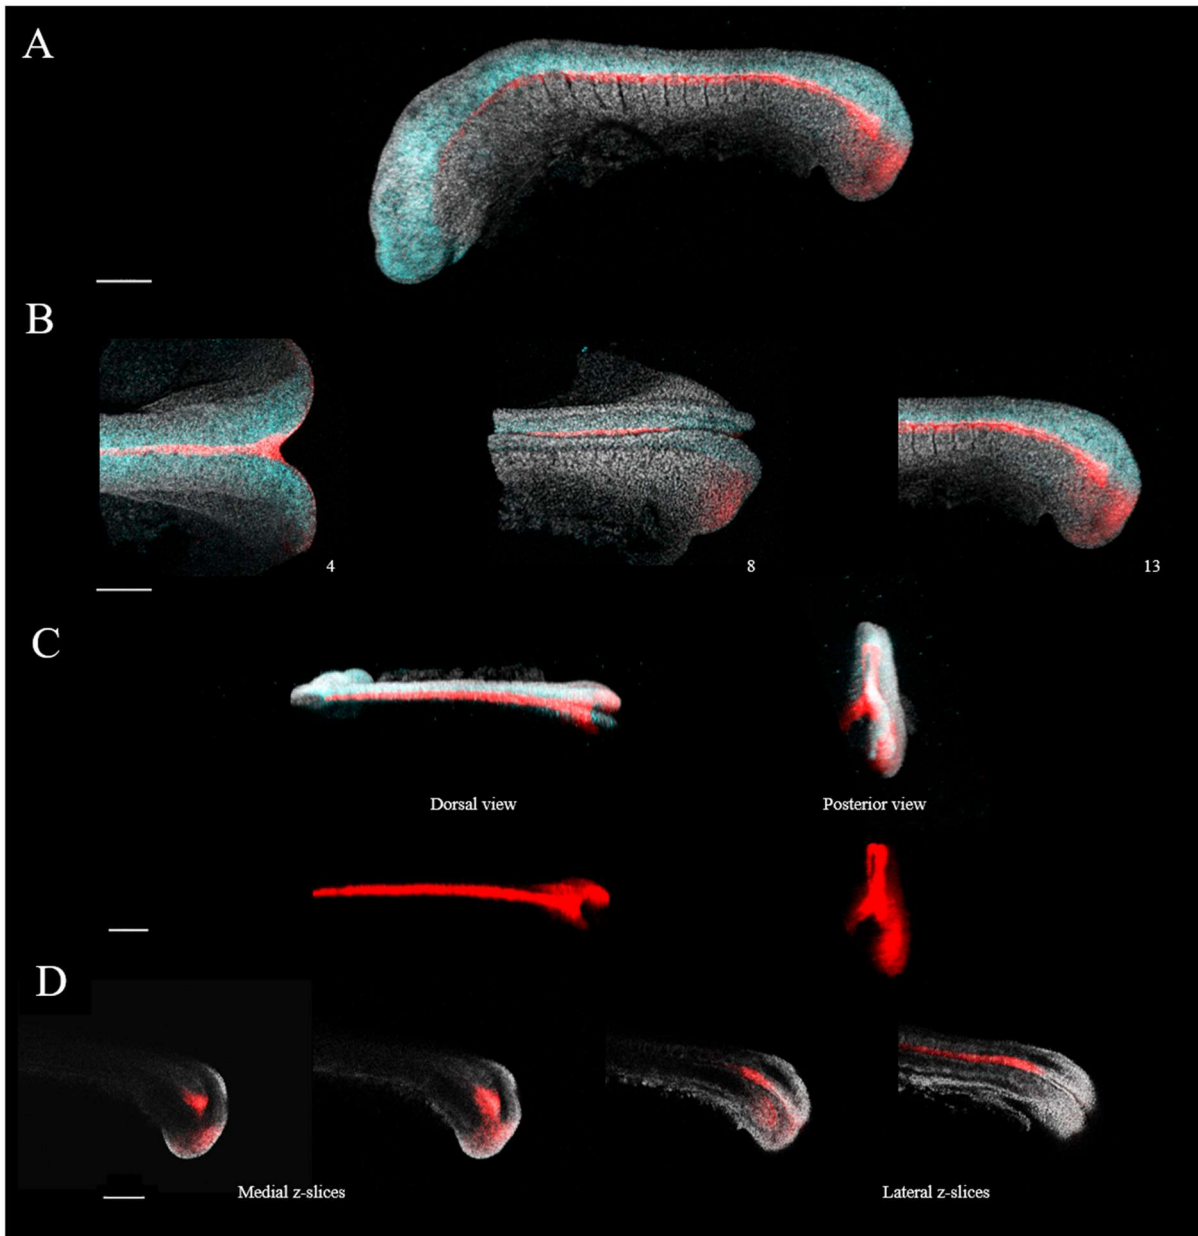 A
B
4
8
13
C
Dorsal view
Posterior view
D
Medial z-slices
Lateral z-slices